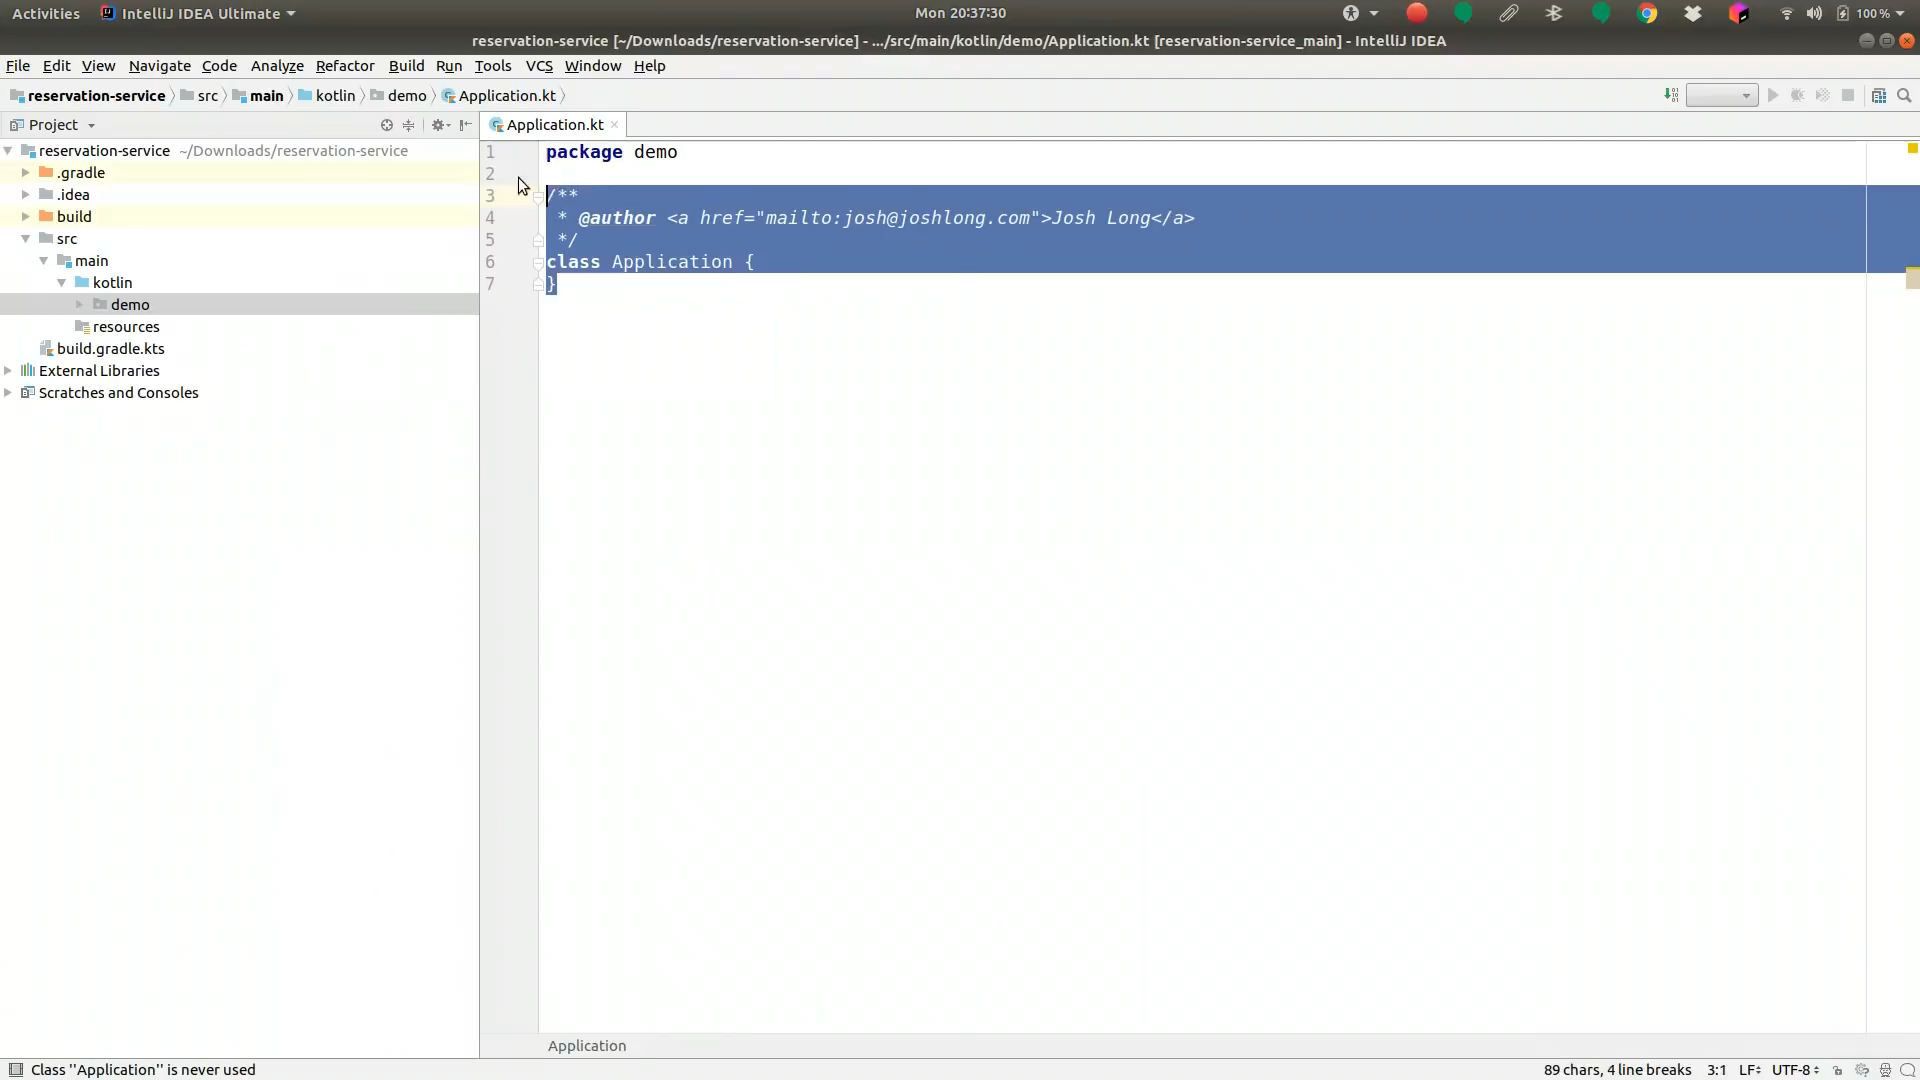 Activities IntelliJ IDEA Ultimate Mon 20:37:30 100 %
reservation-service [~/Downloads/reservation-service] - .../src/main/kotlin/demo/Application.kt [reservation-service_main] - IntelliJ IDEA
File Edit View Navigate Code Analyze Refactor Build Run Tools VCS Window Help
reservation-service src main kotlin demo Application.kt
Project
Application.kt
reservation-service ~/Downloads/reservation-service
.gradle
.idea
build
src
main
kotlin
demo
resources
build.gradle.kts
External Libraries
Scratches and Consoles
1 package demo
2
3 /**
4 * @author <a href="mailto:josh@joshlong.com">Josh Long</a>
5 */
6 class Application {
7 }
Application
Class ''Application'' is never used 89 chars, 4 line breaks 3:1 LF UTF-8